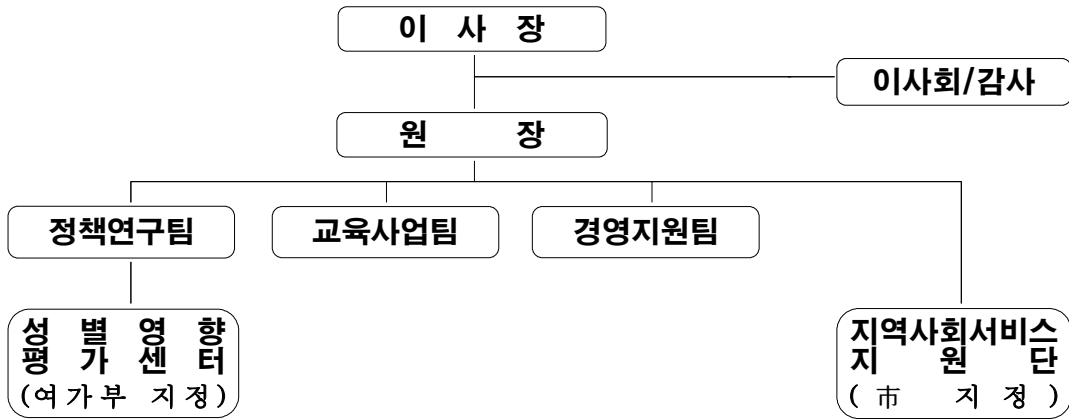 이 사 장
이사회/감사
원 장
정책연구팀
교육사업팀
경영지원팀
성 별 영 향
평 가 센 터
(여가부 지정)
지역사회서비스
지 원 단
( 市 지 정 )